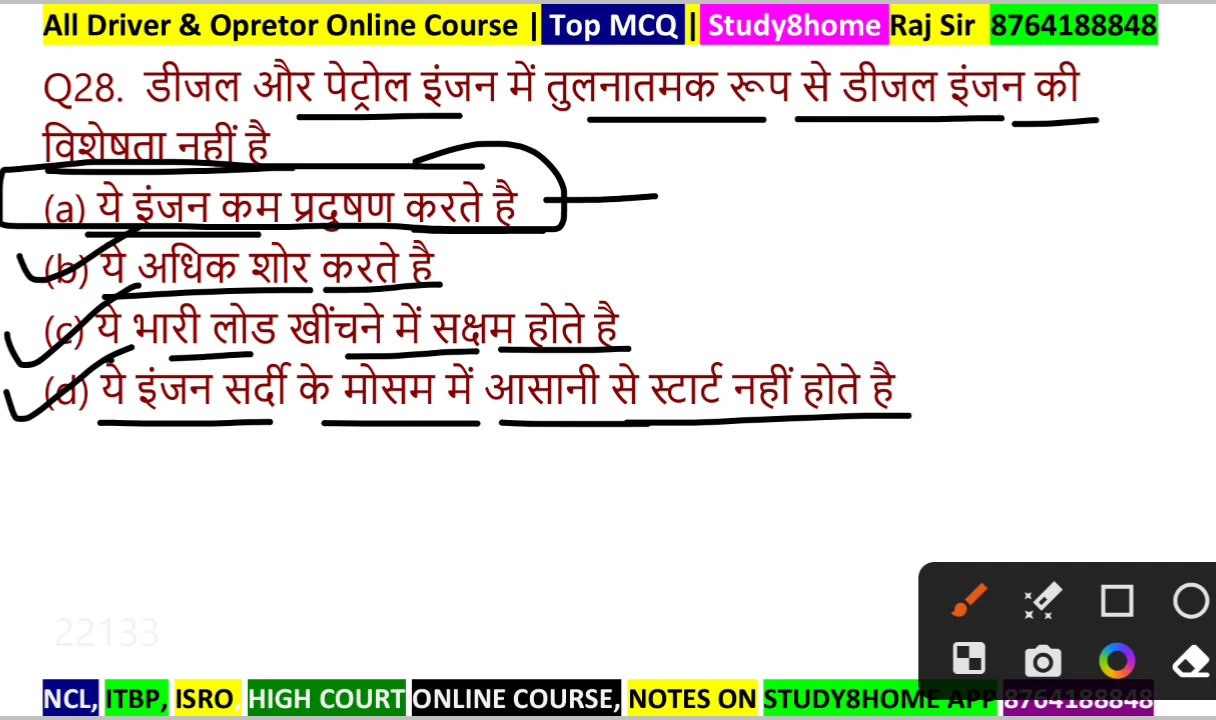 All Driver & Opretor Online Course | Top MCQ | Study8home Raj Sir 8764188848
Q28. डीजल और पेट्रोल इंजन में तुलनातमक रूप से डीजल इंजन की
विशेषता नहीं है
(a) ये इंजन कम प्रदुषण करते है
(b) ये अधिक शोर करते है
(c) ये भारी लोड खींचने में सक्षम होते है
(d) ये इंजन सर्दी के मोसम में आसानी से स्टार्ट नहीं होते है
22133
NCL, ITBP, ISRO, HIGH COURT ONLINE COURSE, NOTES ON STUDY8HOME APP 8764188848